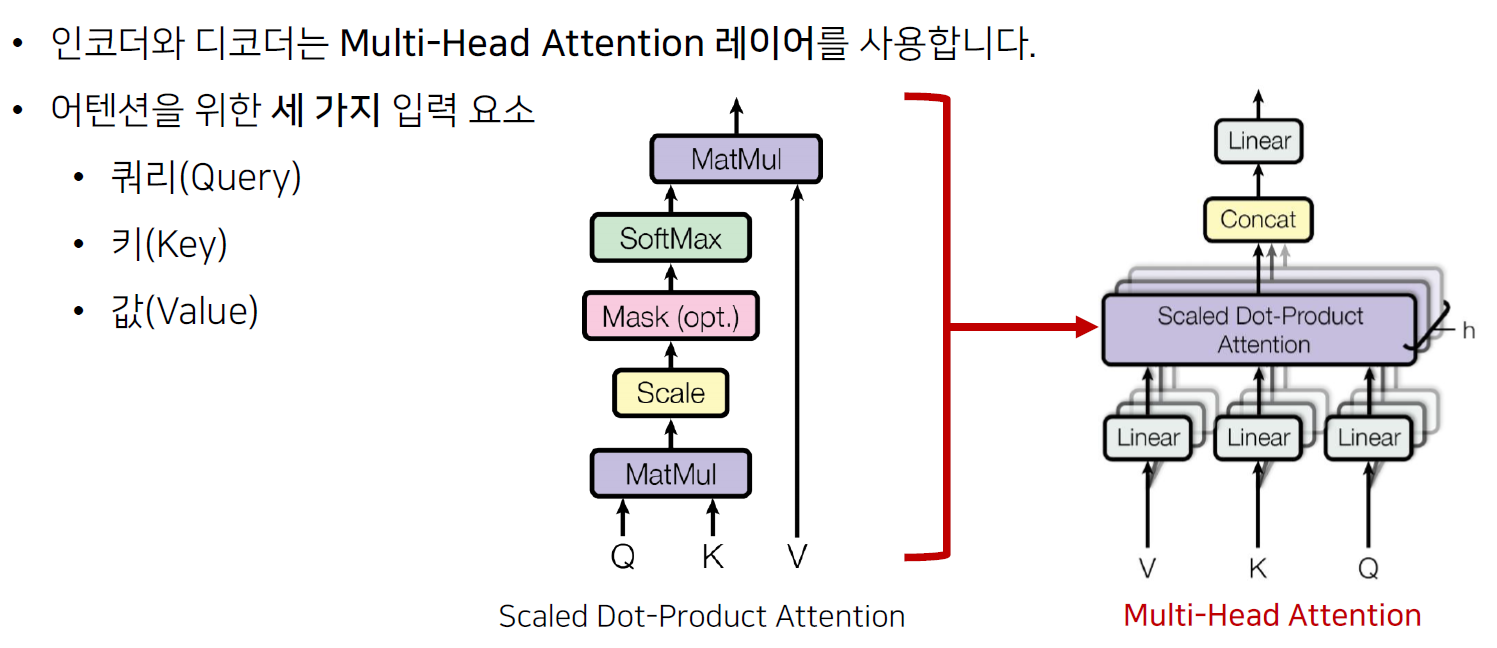 • 인코더와 디코더는 Multi-Head Attention 레이어를 사용합니다.
• 어텐션을 위한 세 가지 입력 요소
• 쿼리(Query)
• 키(Key)
• 값(Value)
MatMul
SoftMax
Mask (opt.)
Scale
MatMul
Q K V
Scaled Dot-Product Attention
Linear
Concat
Scaled Dot-Product
Attention
h
Linear Linear Linear
V K Q
Multi-Head Attention